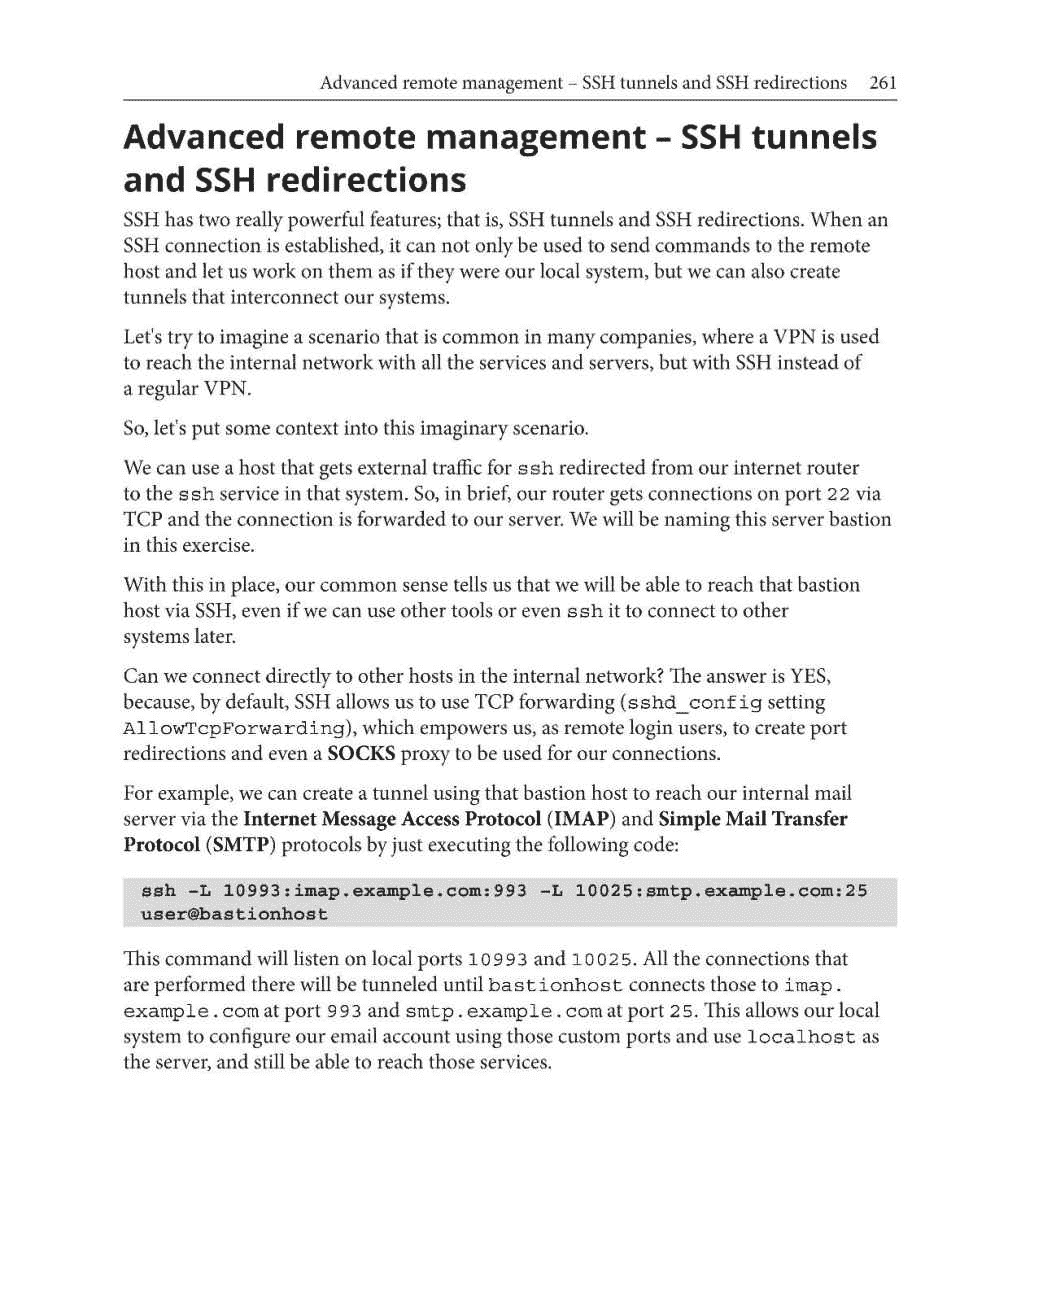 Advanced remote management – SSH tunnels and SSH redirections 261
Advanced remote management – SSH tunnels
and SSH redirections
SSH has two really powerful features; that is, SSH tunnels and SSH redirections. When an
SSH connection is established, it can not only be used to send commands to the remote
host and let us work on them as if they were our local system, but we can also create
tunnels that interconnect our systems.
Let's try to imagine a scenario that is common in many companies, where a VPN is used
to reach the internal network with all the services and servers, but with SSH instead of
a regular VPN.
So, let's put some context into this imaginary scenario.
We can use a host that gets external traffic for ssh redirected from our internet router
to the ssh service in that system. So, in brief, our router gets connections on port 22 via
TCP and the connection is forwarded to our server. We will be naming this server bastion
in this exercise.
With this in place, our common sense tells us that we will be able to reach that bastion
host via SSH, even if we can use other tools or even ssh it to connect to other
systems later.
Can we connect directly to other hosts in the internal network? The answer is YES,
because, by default, SSH allows us to use TCP forwarding (sshd_config setting
AllowTcpForwarding), which empowers us, as remote login users, to create port
redirections and even a SOCKS proxy to be used for our connections.
For example, we can create a tunnel using that bastion host to reach our internal mail
server via the Internet Message Access Protocol (IMAP) and Simple Mail Transfer
Protocol (SMTP) protocols by just executing the following code:
ssh -L 10993:imap.example.com:993 -L 10025:smtp.example.com:25
user@bastionhost
This command will listen on local ports 10993 and 10025. All the connections that
are performed there will be tunneled until bastionhost connects those to imap.
example.com at port 993 and smtp.example.com at port 25. This allows our local
system to configure our email account using those custom ports and use localhost as
the server, and still be able to reach those services.